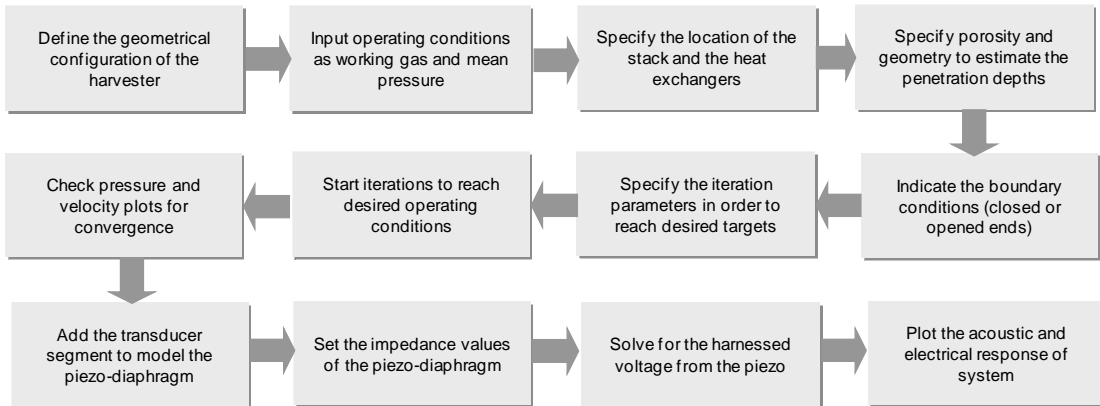 Define the geometrical
configuration of the
harvester
Input operating conditions
as working gas and mean
pressure
Specify the location of the
stack and the heat
exchangers
Specify porosity and
geometry to estimate the
penetration depths
Indicate the boundary
conditions (closed or
opened ends)
Specify the iteration
parameters in order to
reach desired targets
Start iterations to reach
desired operating
conditions
Check pressure and
velocity plots for
convergence
Add the transducer
segment to model the
piezo-diaphragm
Set the impedance values
of the piezo-diaphragm
Solve for the harnessed
voltage from the piezo
Plot the acoustic and
electrical response of
system